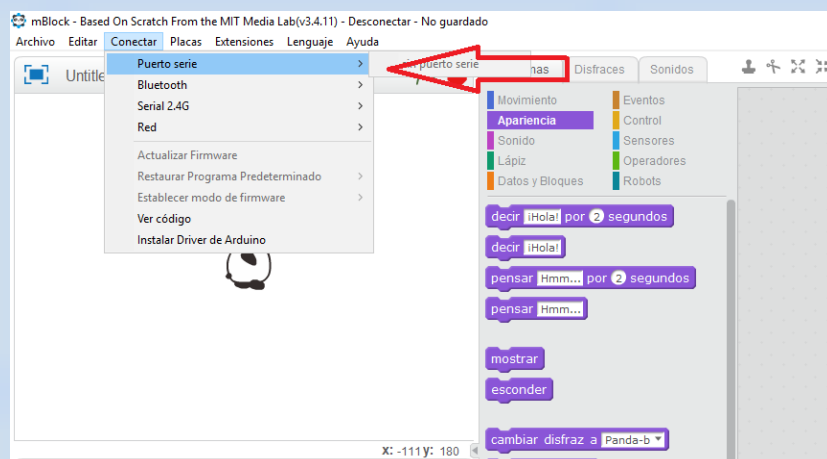 mBlock - Based On Scratch From the MIT Media Lab(v3.4.11) - Desconectar - No guardado
Archivo Editar Conectar Placas Extensiones Lenguaje Ayuda
Puerto serie >
puerto serie
Disfraces Sonidos
Bluetooth >
Serial 2.4G >
Red >
Actualizar Firmware
Restaurar Programa Predeterminado >
Establecer modo de firmware >
Ver código
Instalar Driver de Arduino
Movimiento Eventos
Apariencia Control
Sonido Sensores
Lápiz Operadores
Datos y Bloques Robots
decir ¡Hola! por 2 segundos
decir ¡Hola!
pensar Hmm... por 2 segundos
pensar Hmm...
mostrar
esconder
cambiar disfraz a Panda-b
X: -111 y: 180